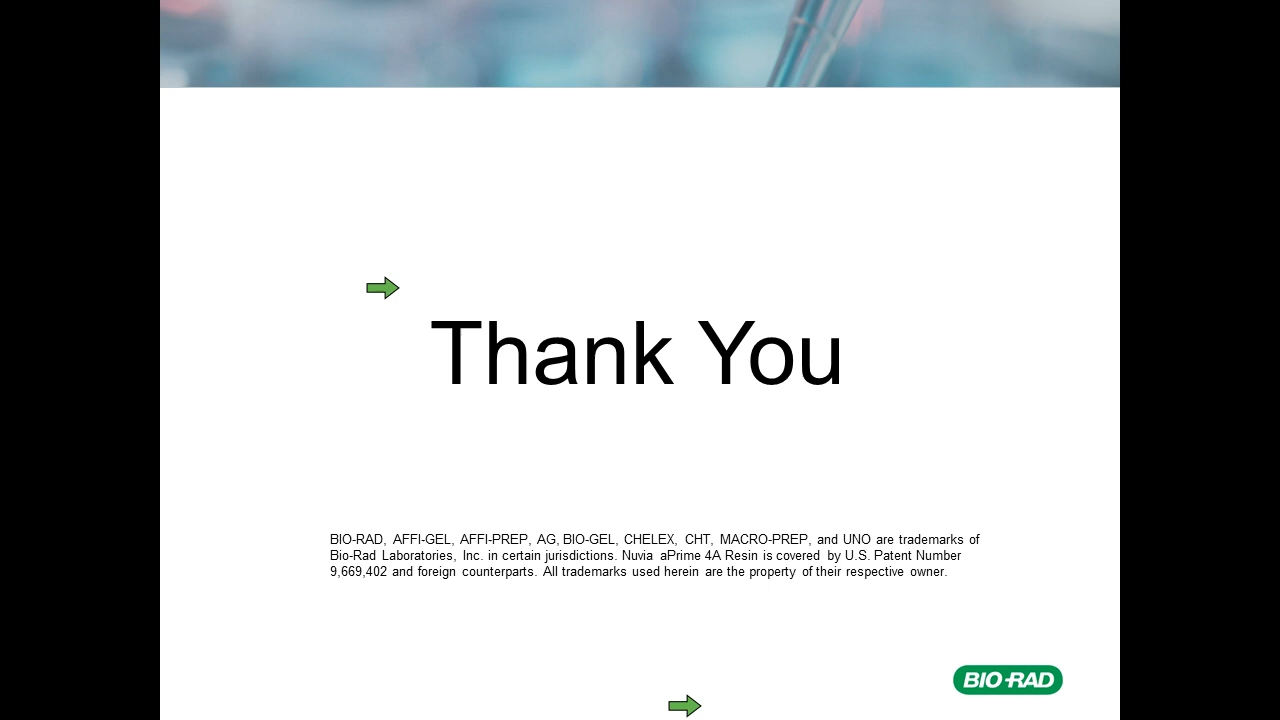 Thank You
BIO-RAD, AFFI-GEL, AFFI-PREP, AG, BIO-GEL, CHELEX, CHT, MACRO-PREP, and UNO are trademarks of
Bio-Rad Laboratories, Inc. in certain jurisdictions. Nuvia aPrime 4A Resin is covered by U.S. Patent Number
9,669,402 and foreign counterparts. All trademarks used herein are the property of their respective owner.
BIO-RAD